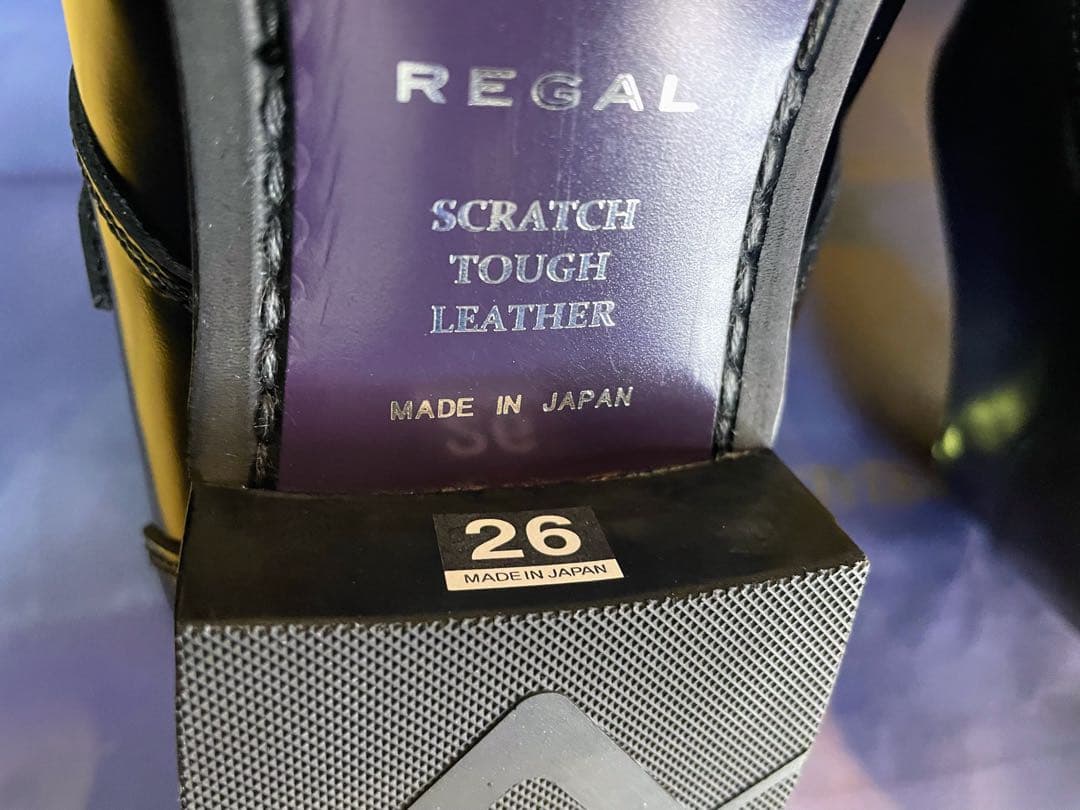 REGAL
SCRATCH
TOUGH
LEATHER
MADE IN JAPAN
26
MADE IN JAPAN